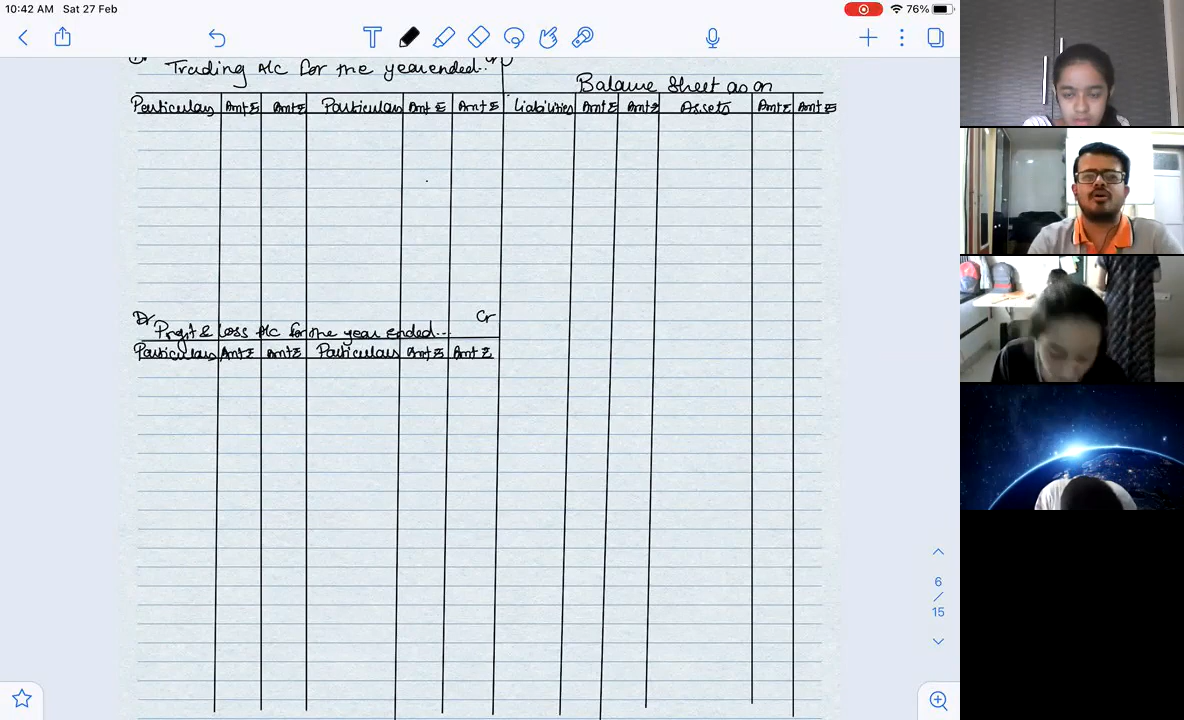 10:42 AM Sat 27 Feb 76%
Dr Trading A/c for the year ended.. Cr
Balance Sheet as on
Particulars Amt ₹ Amt ₹ Particulars Amt ₹ Amt ₹ Liabilities Amt ₹ Amt ₹ Assets Amt ₹ Amt ₹
Dr Cr
Profit & Loss A/c for the year ended...
Particulars Amt ₹ Amt ₹ Particulars Amt ₹ Amt ₹
6
/
15